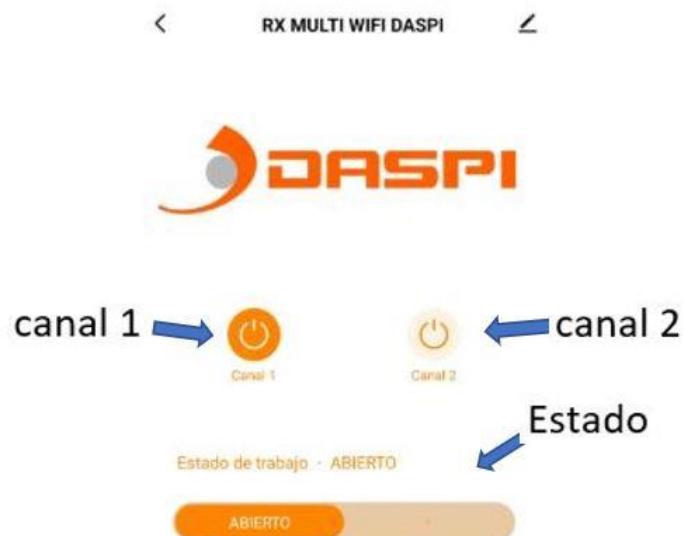 RX MULTI WIFI DASPI
DASPI
canal 1
canal 2
Canal 1
Canal 2
Estado
Estado de trabajo · ABIERTO
ABIERTO